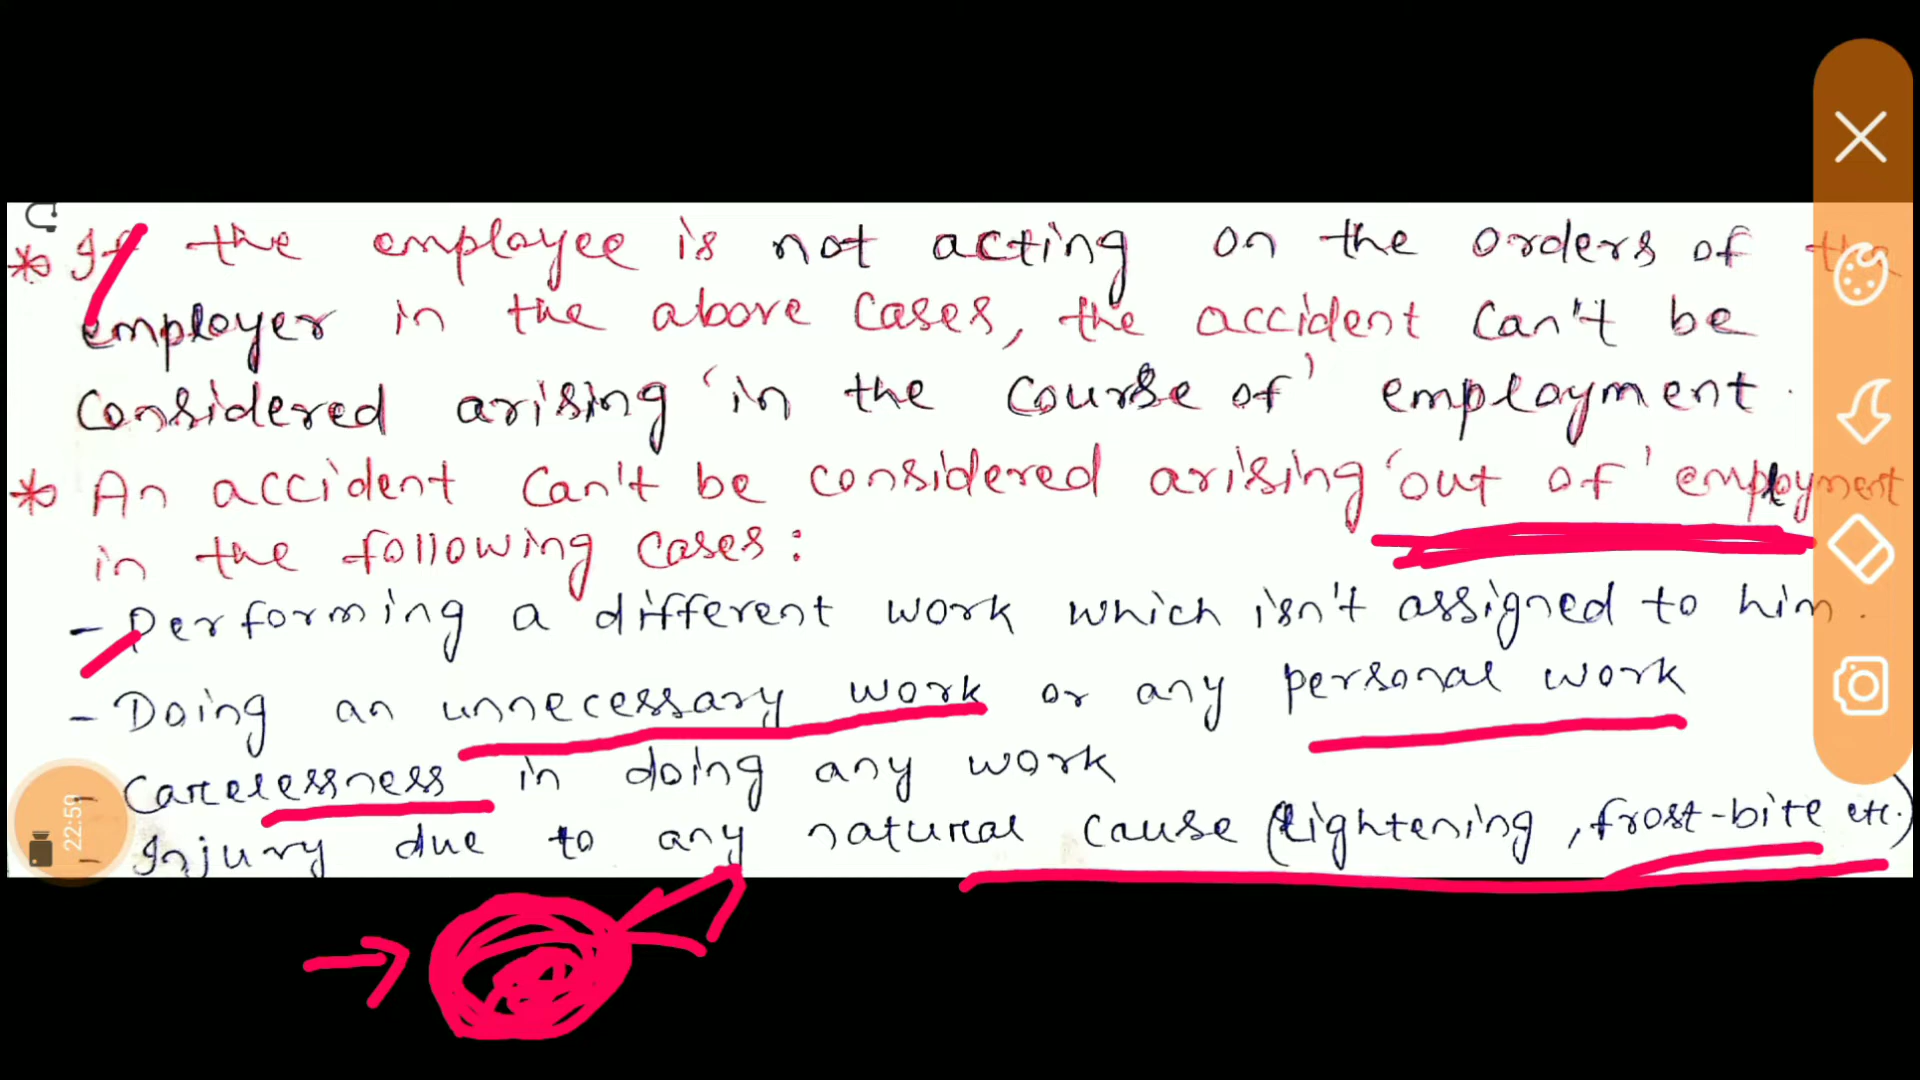 * If the employee is not acting on the orders of the
employer in the above cases, the accident can't be
considered arising 'in the course of' employment.
* An accident can't be considered arising 'out of' employment
in the following cases:
- Performing a different work which isn't assigned to him.
- Doing an unnecessary work or any personal work
- Carelessness in doing any work
- Injury due to any natural cause (lightening, frost-bite etc.)
22:59